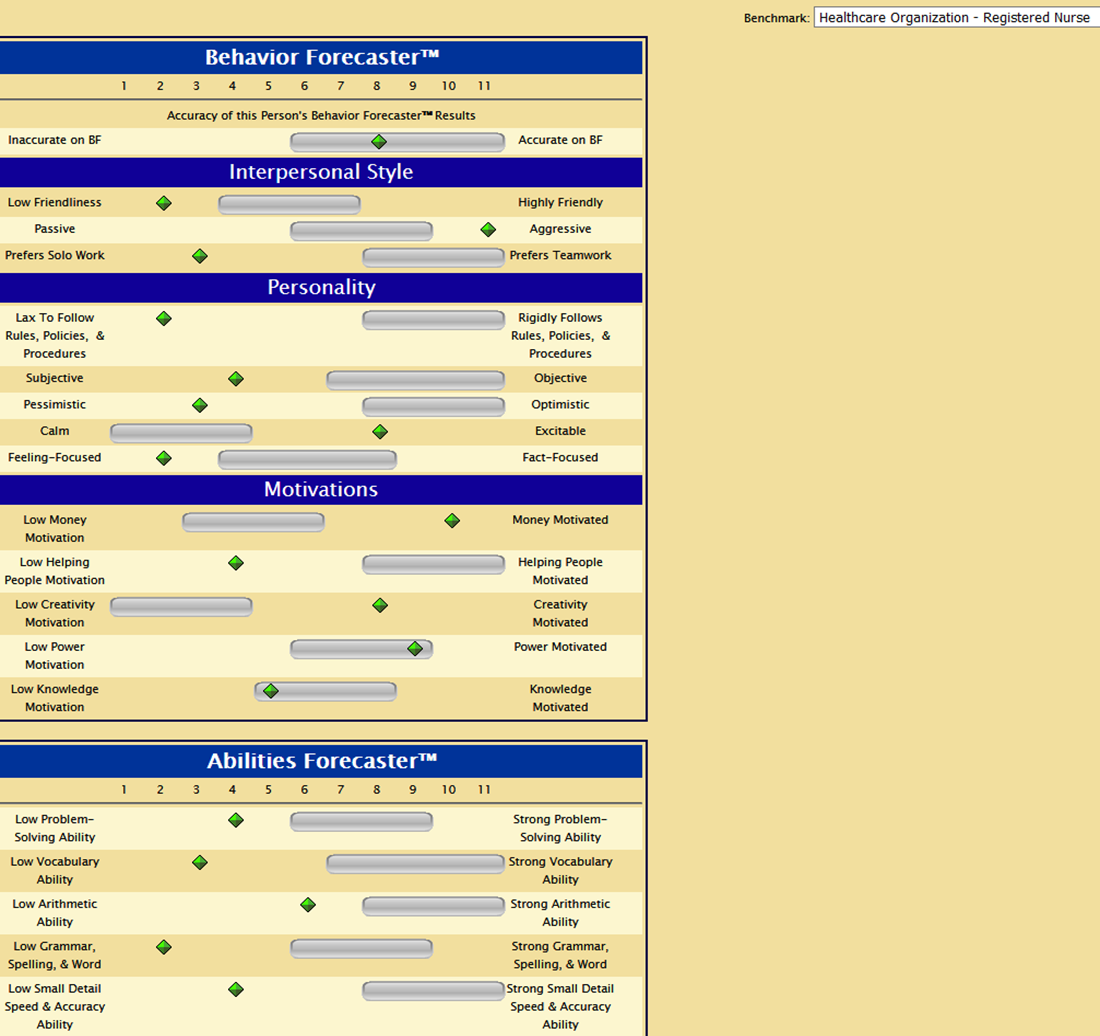 Benchmark: Healthcare Organization - Registered Nurse
Behavior Forecaster™
1 2 3 4 5 6 7 8 9 10 11
Accuracy of this Person's Behavior Forecaster™ Results
Inaccurate on BF Accurate on BF
Interpersonal Style
Low Friendliness Highly Friendly
Passive Aggressive
Prefers Solo Work Prefers Teamwork
Personality
Lax To Follow Rigidly Follows
Rules, Policies, & Rules, Policies, &
Procedures Procedures
Subjective Objective
Pessimistic Optimistic
Calm Excitable
Feeling-Focused Fact-Focused
Motivations
Low Money Money Motivated
Motivation
Low Helping Helping People
People Motivation Motivated
Low Creativity Creativity
Motivation Motivated
Low Power Power Motivated
Motivation
Low Knowledge Knowledge
Motivation Motivated
Abilities Forecaster™
1 2 3 4 5 6 7 8 9 10 11
Low Problem- Strong Problem-
Solving Ability Solving Ability
Low Vocabulary Strong Vocabulary
Ability Ability
Low Arithmetic Strong Arithmetic
Ability Ability
Low Grammar, Strong Grammar,
Spelling, & Word Spelling, & Word
Low Small Detail Strong Small Detail
Speed & Accuracy Speed & Accuracy
Ability Ability